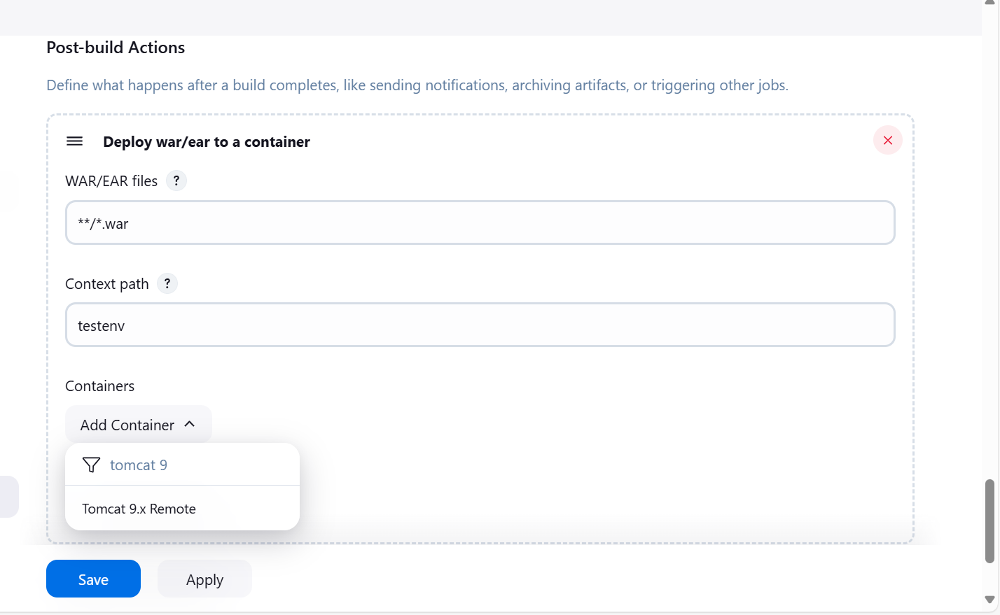 Post-build Actions
Define what happens after a build completes, like sending notifications, archiving artifacts, or triggering other jobs.
Deploy war/ear to a container
WAR/EAR files ?
**/*.war
Context path ?
testenv
Containers
Add Container
tomcat 9
Tomcat 9.x Remote
Save Apply